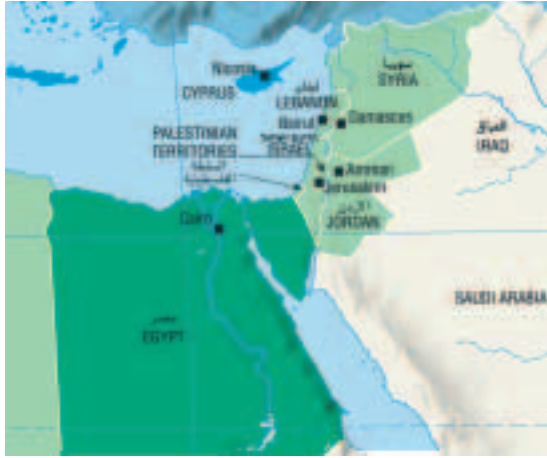 Nicosia
CYPRUS
سوريا
SYRIA
لبنان
LEBANON
Beirut
Damascus
PALESTINIAN
TERRITORIES
ISRAEL
العراق
IRAQ
Amman
Jerusalem
الأردن
JORDAN
Cairo
SAUDI ARABIA
مصر
EGYPT